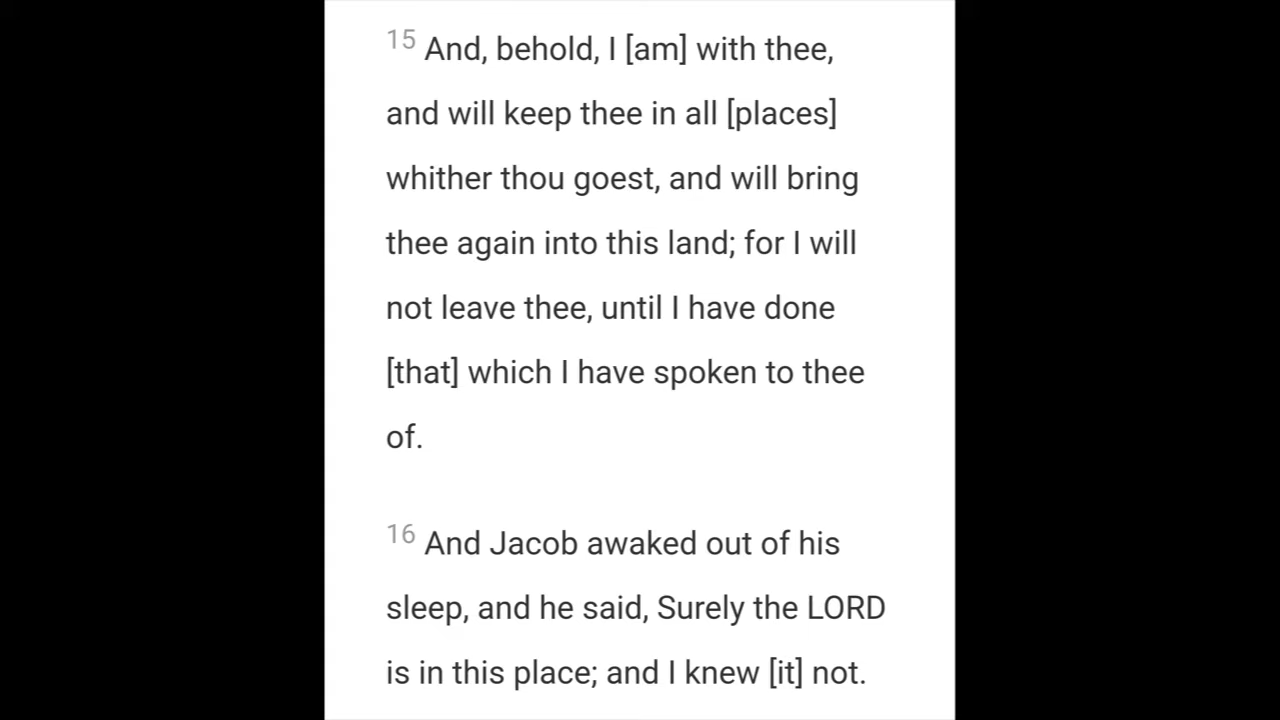 15 And, behold, I [am] with thee,
and will keep thee in all [places]
whither thou goest, and will bring
thee again into this land; for I will
not leave thee, until I have done
[that] which I have spoken to thee
of.
16 And Jacob awaked out of his
sleep, and he said, Surely the LORD
is in this place; and I knew [it] not.